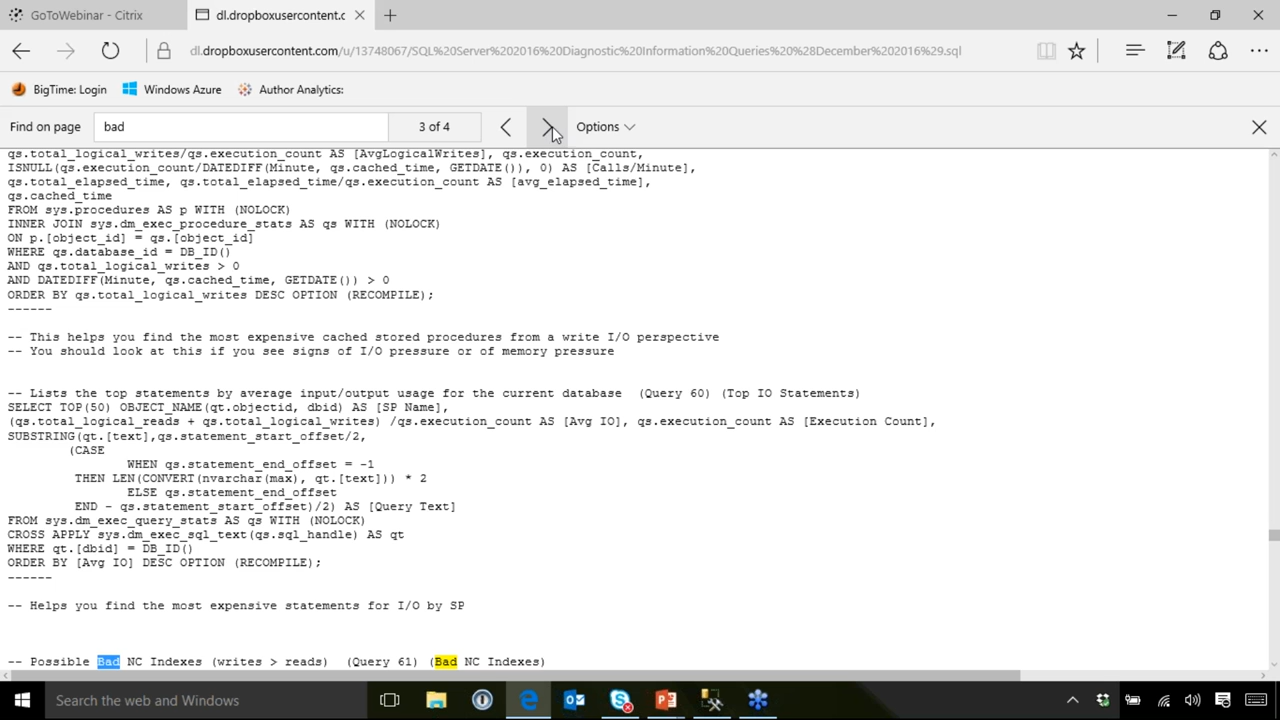 GoToWebinar - Citrix
dl.dropboxusercontent.c
dl.dropboxusercontent.com/u/13748067/SQL%20Server%202016%20Diagnostic%20Information%20Queries%20%28December%202016%29.sql
BigTime: Login
Windows Azure
Author Analytics:
Find on page
bad
3 of 4
Options
qs.total_logical_writes/qs.execution_count AS [AvgLogicalWrites], qs.execution_count,
ISNULL(qs.execution_count/DATEDIFF(Minute, qs.cached_time, GETDATE()), 0) AS [Calls/Minute],
qs.total_elapsed_time, qs.total_elapsed_time/qs.execution_count AS [avg_elapsed_time],
qs.cached_time
FROM sys.procedures AS p WITH (NOLOCK)
INNER JOIN sys.dm_exec_procedure_stats AS qs WITH (NOLOCK)
ON p.[object_id] = qs.[object_id]
WHERE qs.database_id = DB_ID()
AND qs.total_logical_writes > 0
AND DATEDIFF(Minute, qs.cached_time, GETDATE()) > 0
ORDER BY qs.total_logical_writes DESC OPTION (RECOMPILE);
------
-- This helps you find the most expensive cached stored procedures from a write I/O perspective
-- You should look at this if you see signs of I/O pressure or of memory pressure
-- Lists the top statements by average input/output usage for the current database  (Query 60) (Top IO Statements)
SELECT TOP(50) OBJECT_NAME(qt.objectid, dbid) AS [SP Name],
(qs.total_logical_reads + qs.total_logical_writes) /qs.execution_count AS [Avg IO], qs.execution_count AS [Execution Count],
SUBSTRING(qt.[text],qs.statement_start_offset/2,
(CASE
WHEN qs.statement_end_offset = -1
THEN LEN(CONVERT(nvarchar(max), qt.[text])) * 2
ELSE qs.statement_end_offset
END - qs.statement_start_offset)/2) AS [Query Text]
FROM sys.dm_exec_query_stats AS qs WITH (NOLOCK)
CROSS APPLY sys.dm_exec_sql_text(qs.sql_handle) AS qt
WHERE qt.[dbid] = DB_ID()
ORDER BY [Avg IO] DESC OPTION (RECOMPILE);
------
-- Helps you find the most expensive statements for I/O by SP
-- Possible Bad NC Indexes (writes > reads)  (Query 61) (Bad NC Indexes)
Search the web and Windows